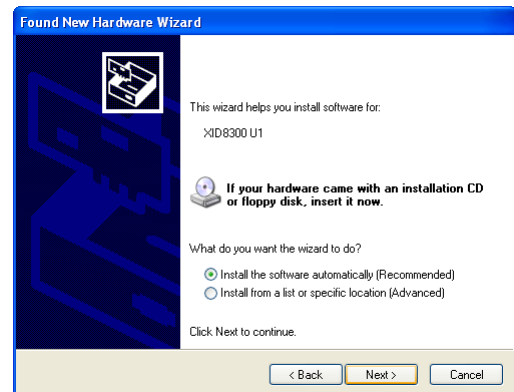 Found New Hardware Wizard
This wizard helps you install software for:
XID8300 U1
If your hardware came with an installation CD
or floppy disk, insert it now.
What do you want the wizard to do?
Install the software automatically (Recommended)
Install from a list or specific location (Advanced)
Click Next to continue.
< Back Next > Cancel